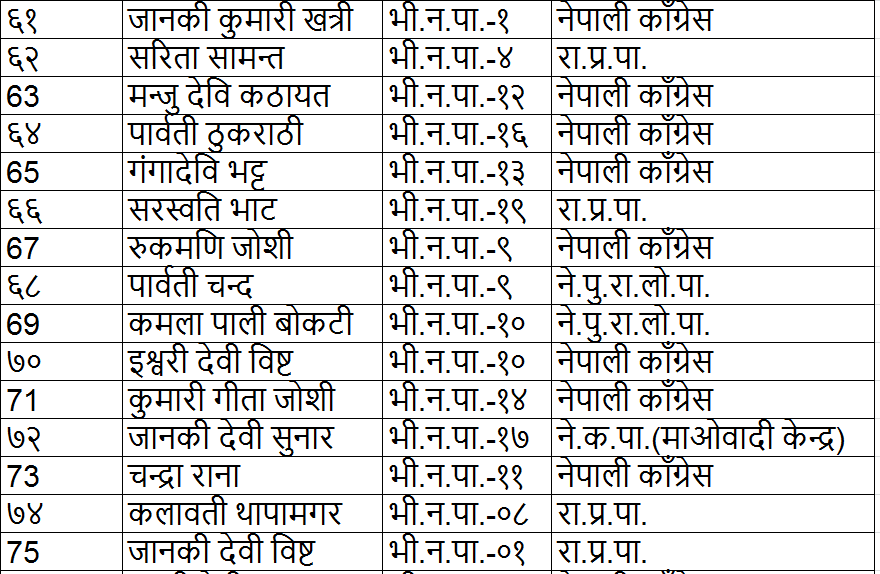 ६१ जानकी कुमारी खत्री भी.न.पा.-१ नेपाली काँग्रेस
६२ सरिता सामन्त भी.न.पा.-४ रा.प्र.पा.
63 मन्जु देवि कठायत भी.न.पा.-१२ नेपाली काँग्रेस
६४ पार्वती ठुकराठी भी.न.पा.-१६ नेपाली काँग्रेस
65 गंगादेवि भट्ट भी.न.पा.-१३ नेपाली काँग्रेस
६६ सरस्वति भाट भी.न.पा.-१९ रा.प्र.पा.
67 रुकमणि जोशी भी.न.पा.-९ नेपाली काँग्रेस
६८ पार्वती चन्द भी.न.पा.-९ ने.पु.रा.लो.पा.
69 कमला पाली बोकटी भी.न.पा.-१० ने.पु.रा.लो.पा.
७० इश्वरी देवी विष्ट भी.न.पा.-१० नेपाली काँग्रेस
71 कुमारी गीता जोशी भी.न.पा.-१४ नेपाली काँग्रेस
७२ जानकी देवी सुनार भी.न.पा.-१७ ने.क.पा.(माओवादी केन्द्र)
73 चन्द्रा राना भी.न.पा.-११ नेपाली काँग्रेस
७४ कलावती थापामगर भी.न.पा.-०८ रा.प्र.पा.
75 जानकी देवी विष्ट भी.न.पा.-०१ रा.प्र.पा.